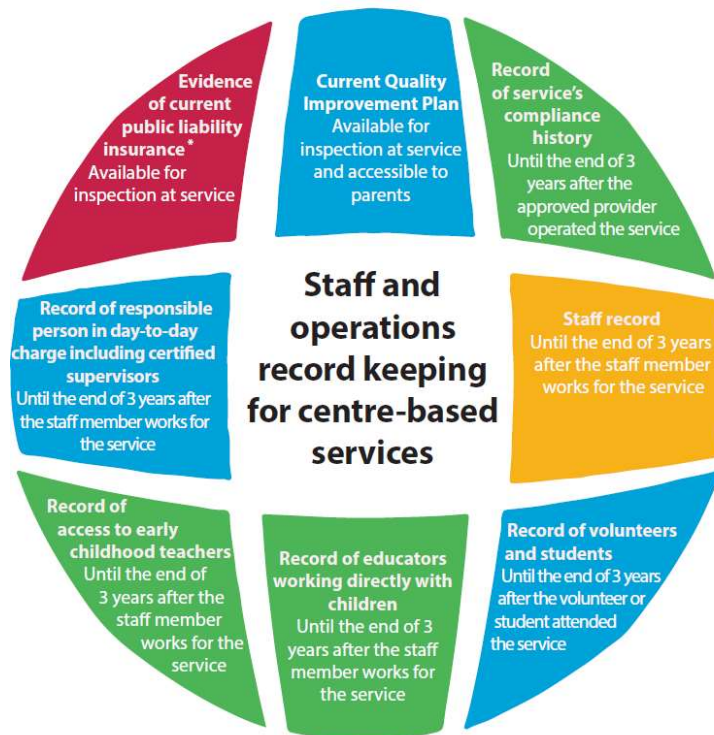 Evidence
of current
public liability
insurance*
Available for
inspection at service
Current Quality
Improvement Plan
Available for
inspection at service
and accessible to
parents
Record
of service's
compliance
history
Until the end of 3
years after the
approved provider
operated the service
Record of responsible
person in day-to-day
charge including certified
supervisors
Until the end of 3 years after
the staff member works for
the service
Staff and
operations
record keeping
for centre-based
services
Staff record
Until the end of 3 years
after the staff member
works for the
service
Record of
access to early
childhood teachers
Until the end of
3 years after the
staff member
works for the
service
Record of educators
working directly with
children
Until the end of 3
years after the staff
member works for
the service
Record of volunteers
and students
Until the end of 3 years
after the volunteer or
student attended
the service